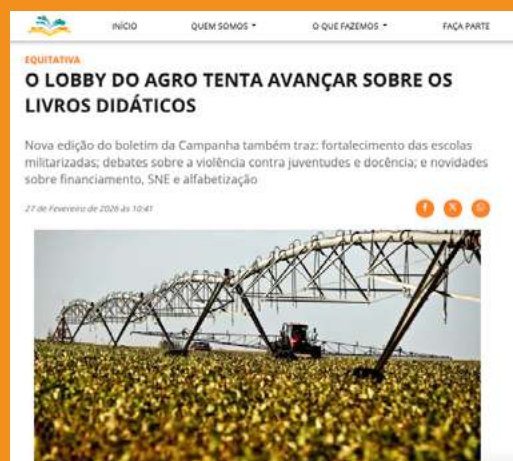 INÍCIO QUEM SOMOS O QUE FAZEMOS FAÇA PARTE
EQUITATIVA
O LOBBY DO AGRO TENTA AVANÇAR SOBRE OS
LIVROS DIDÁTICOS
Nova edição do boletim da Campanha também traz: fortalecimento das escolas
militarizadas; debates sobre a violência contra juventudes e docência; e novidades
sobre financiamento, SNE e alfabetização
27 de Fevereiro de 2026 às 10:41